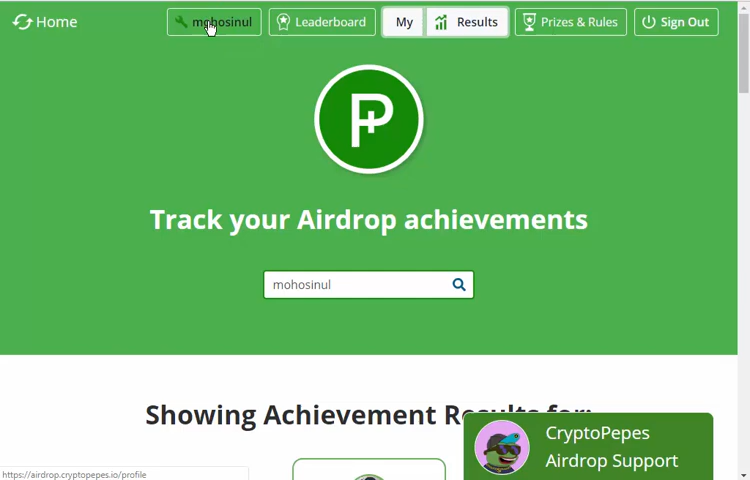 Home
mohosinul
Leaderboard
My
Results
Prizes & Rules
Sign Out
Track your Airdrop achievements
mohosinul
Showing Achievement Results for:
CryptoPepes
Airdrop Support
https://airdrop.cryptopepes.io/profile